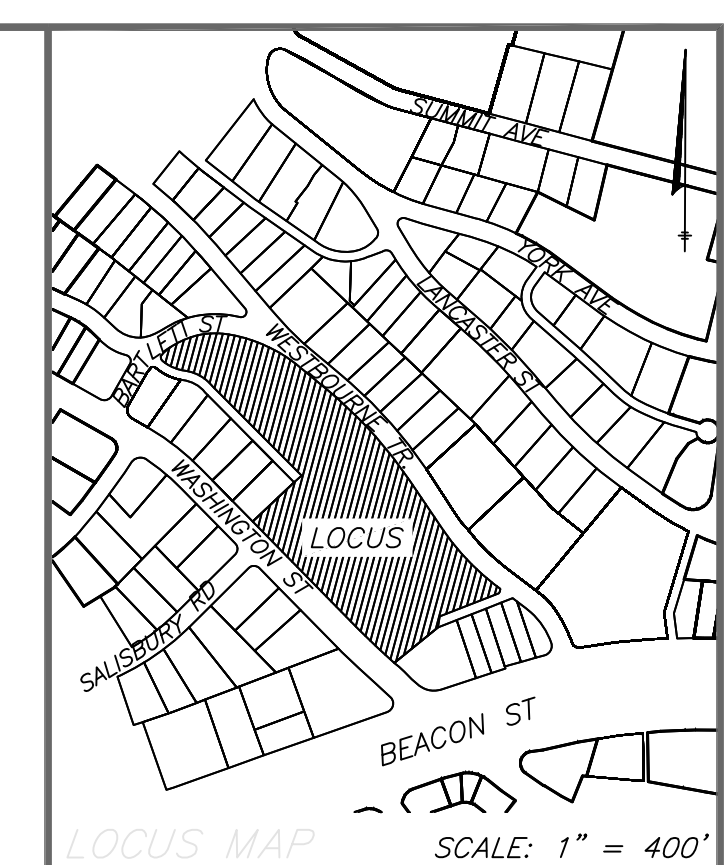 SUMMIT AVE
YORK AVE
LANCASTER ST
BARTLETT ST
WESTBOURNE TR.
WASHINGTON ST
LOCUS
SALISBURY RD
BEACON ST
LOCUS MAP
SCALE: 1" = 400'